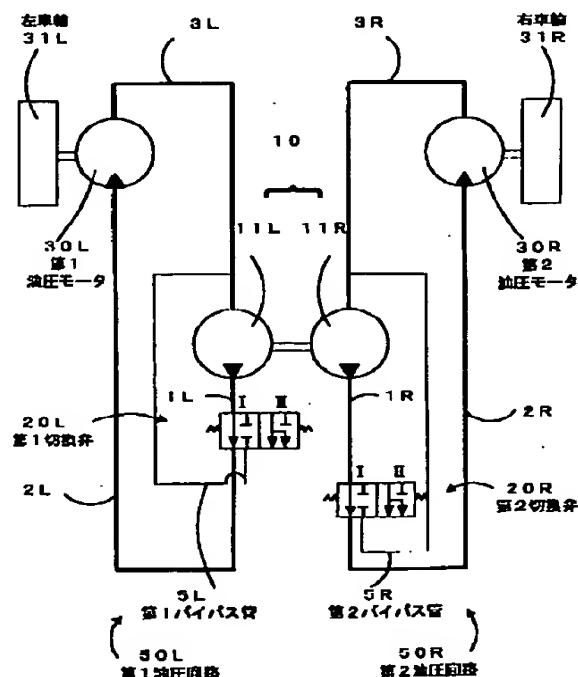 左車輪
31L
3L
3R
右車輪
31R
10
11L
11R
30L
第1
油圧モータ
30R
第2
油圧モータ
1L
I
II
1R
20L
第1切換弁
2L
I
II
2R
20R
第2切換弁
5L
第1バイパス管
5R
第2バイパス管
50L
第1油圧回路
50R
第2油圧回路